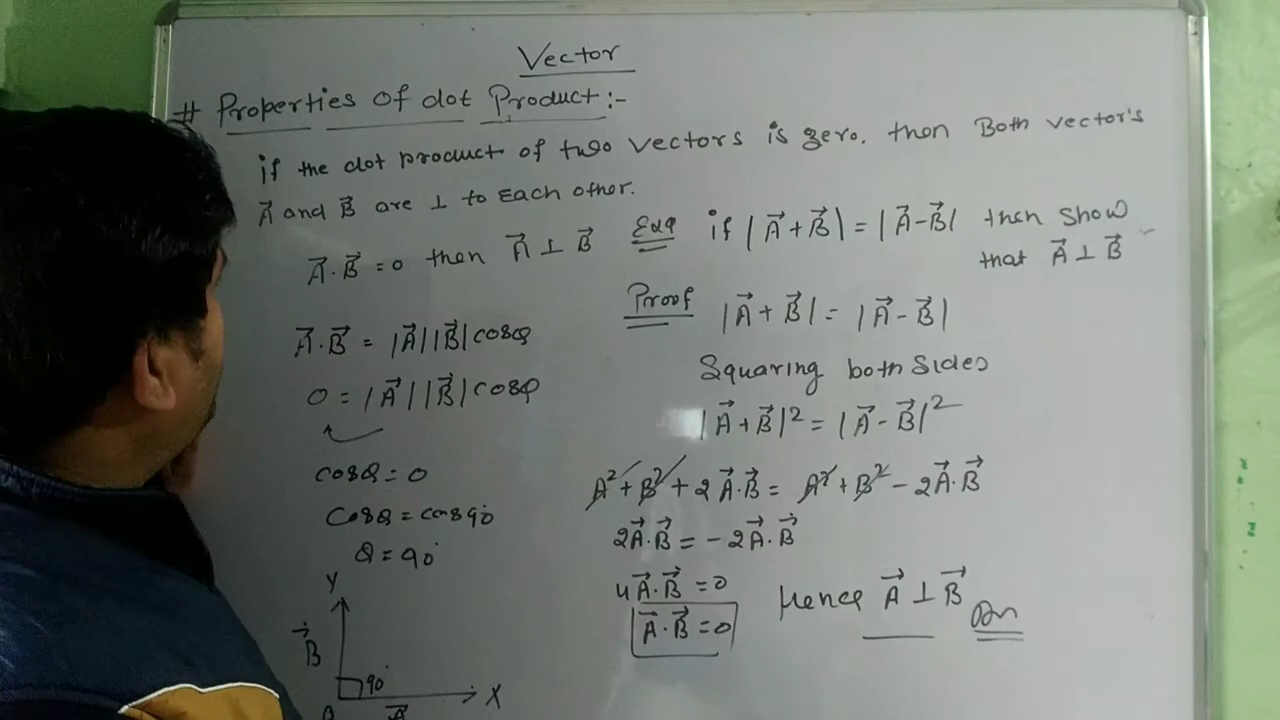 Vector
# Properties of dot Product:-
if the dot product of two vectors is zero. then Both vector's
A⃗ and B⃗ are ⊥ to Each other.
A⃗.B⃗ = 0 then A⃗ ⊥ B⃗
A⃗.B⃗ = |A⃗||B⃗|cosθ
0 = |A⃗||B⃗|cosθ
cosθ = 0
Cosθ = cos90°
θ = 90°
Y
B⃗
90°
X
A⃗
if |A⃗+B⃗| = |A⃗-B⃗| then Show
that A⃗ ⊥ B⃗
Proof |A⃗+B⃗| = |A⃗-B⃗|
Squaring both Sides
|A⃗+B⃗|² = |A⃗-B⃗|²
A²+B²+2A⃗.B⃗ = A²+B²-2A⃗.B⃗
2A⃗.B⃗ = -2A⃗.B⃗
4A⃗.B⃗ = 0
A⃗.B⃗ = 0
Hence A⃗ ⊥ B⃗